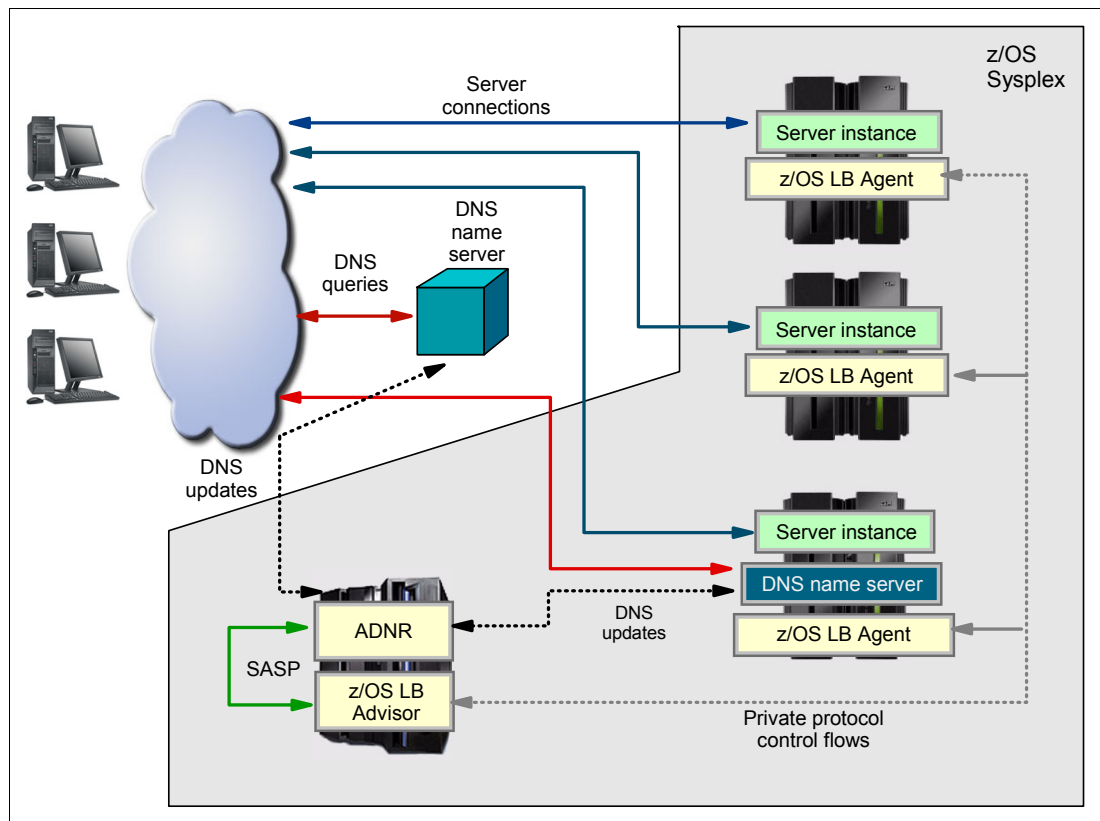 z/OS
Sysplex
Server
connections
Server instance
z/OS LB Agent
DNS
name
server
DNS
queries
Server instance
z/OS LB Agent
DNS
updates
Server instance
DNS name server
z/OS LB Agent
DNS
updates
ADNR
SASP
z/OS LB
Advisor
Private protocol
control flows